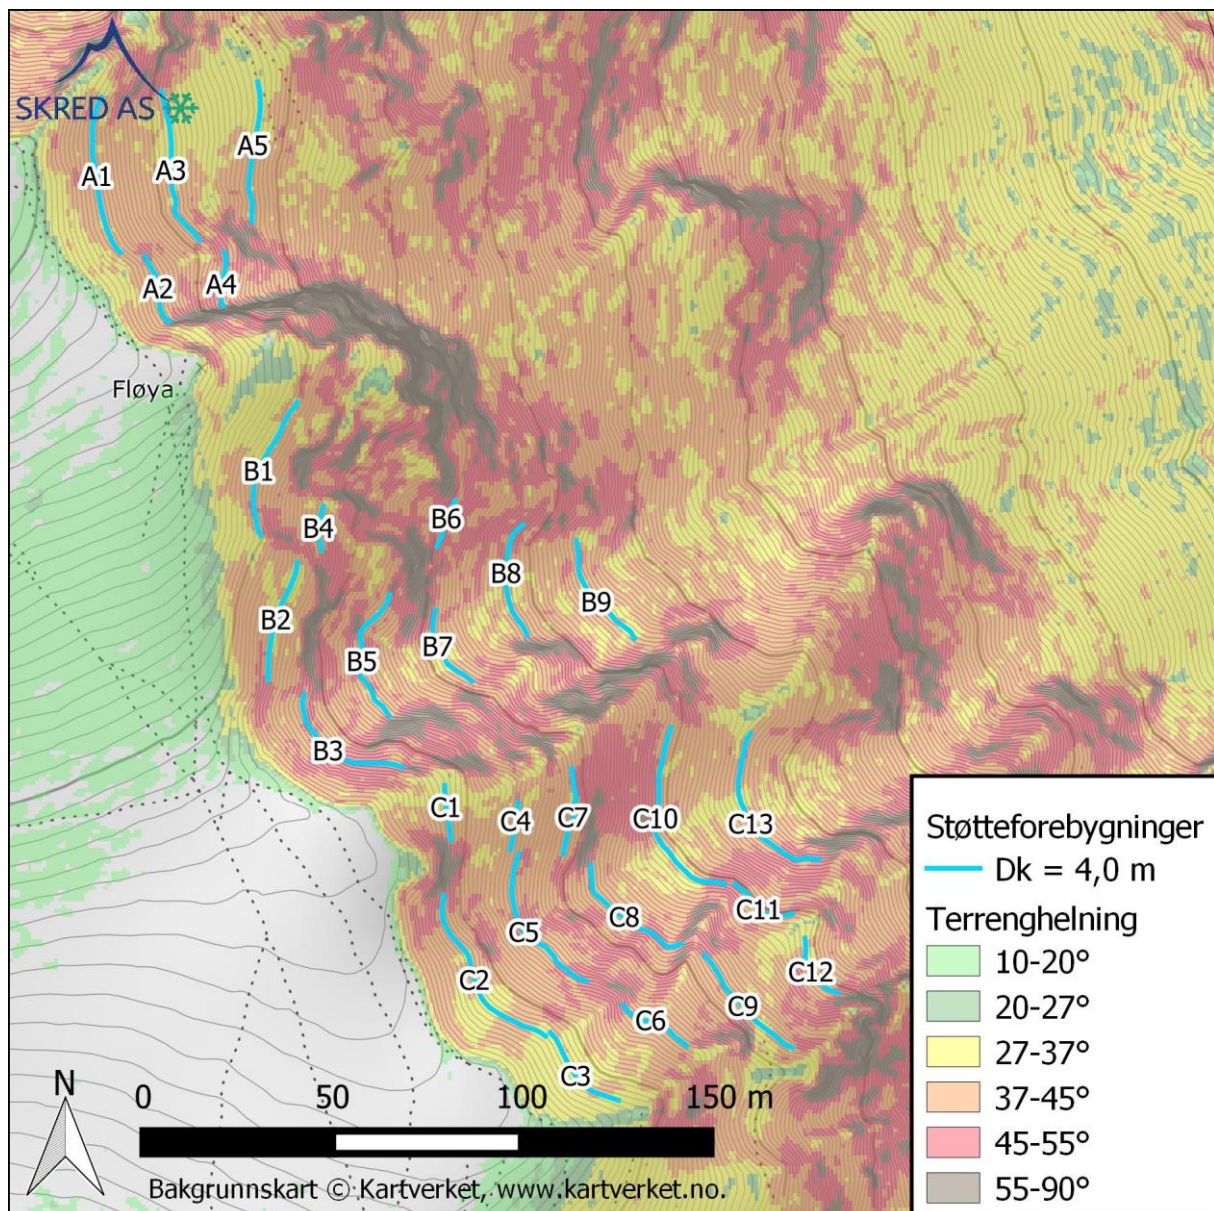 SKRED AS
A1
A3
A5
A2
A4
Fløya
B1
B4
B6
B8
B9
B2
B5
B7
B3
C1
C4
C7
C10
C13
C8
C11
C5
C2
C12
C9
C6
C3
N
0 50 100 150 m
Bakgrunnskart © Kartverket, www.kartverket.no.
Støtteforebygninger
Dk = 4,0 m
Terrenghelning
10-20°
20-27°
27-37°
37-45°
45-55°
55-90°